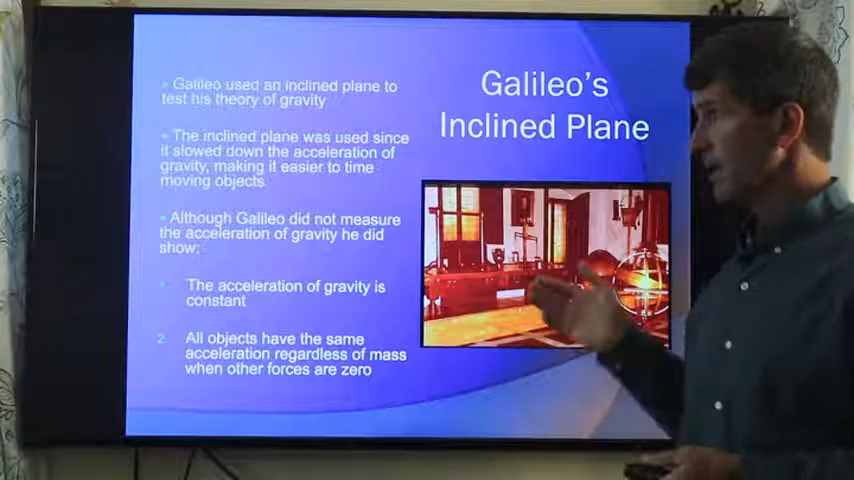 Galileo's
Inclined Plane
Galileo used an inclined plane to
test his theory of gravity
The inclined plane was used since
it slowed down the acceleration of
gravity, making it easier to time
moving objects
Although Galileo did not measure
the acceleration of gravity he did
show:
1. The acceleration of gravity is
constant
2. All objects have the same
acceleration regardless of mass
when other forces are zero